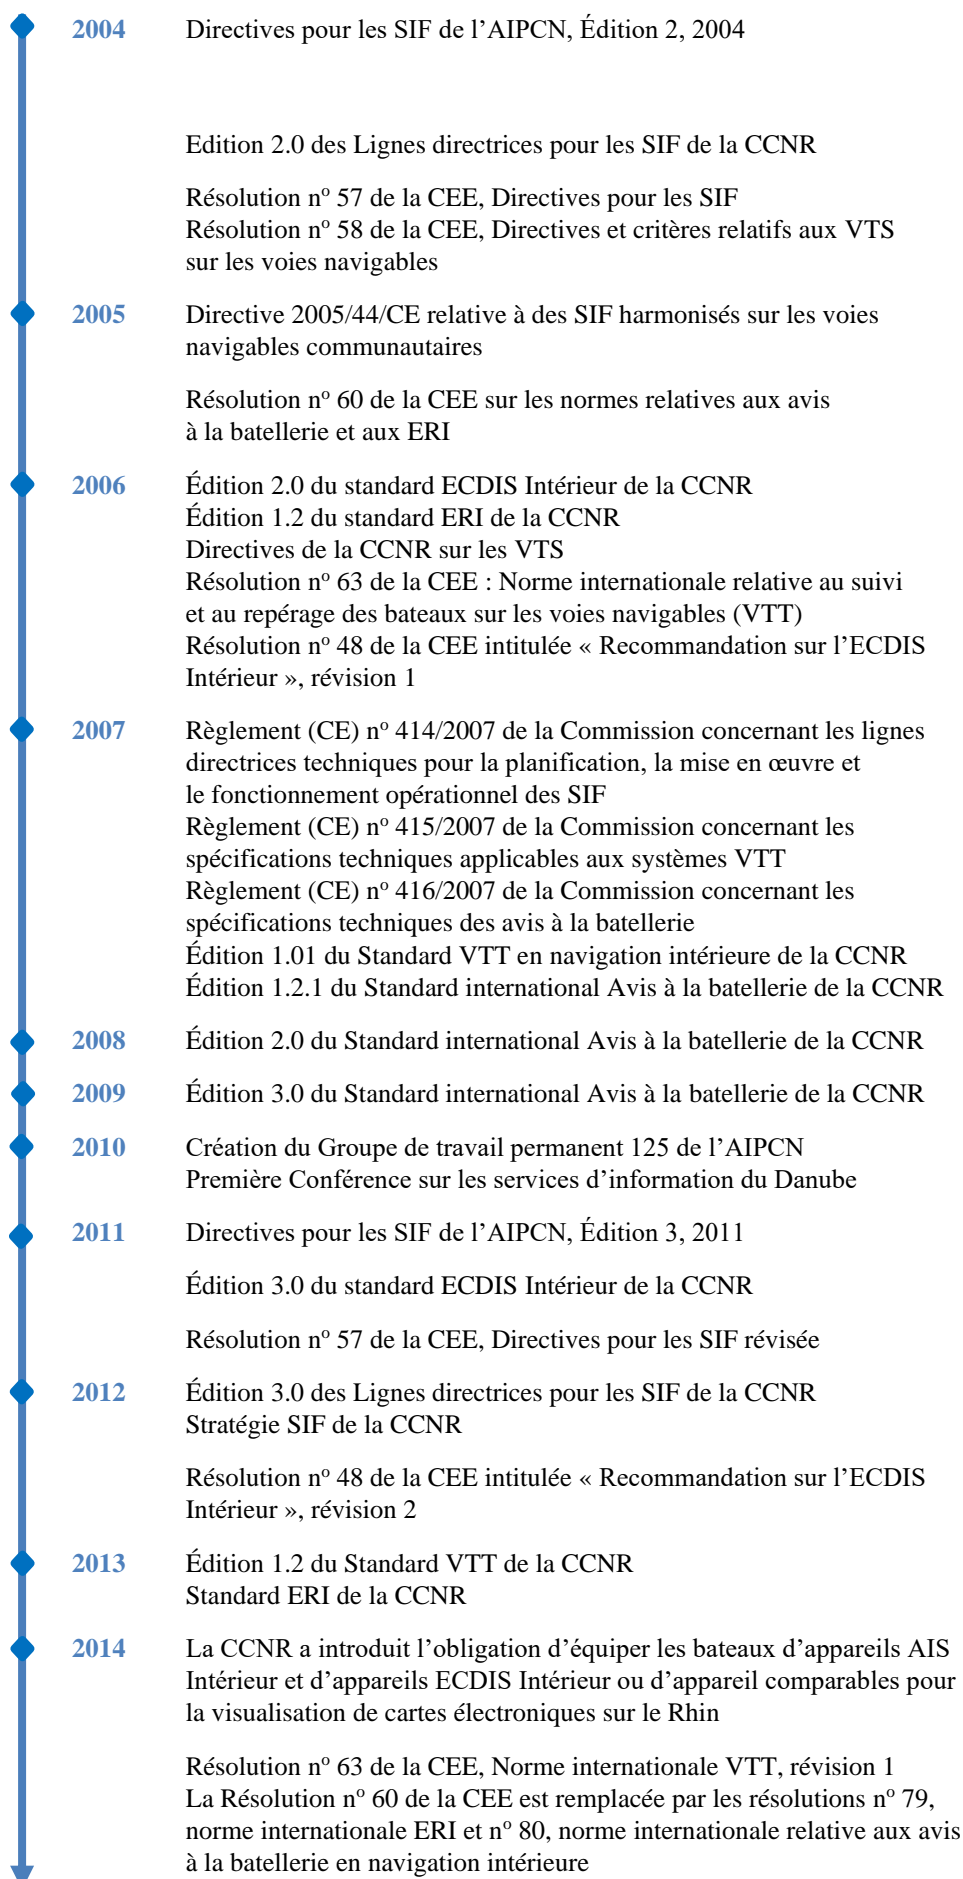 2004 Directives pour les SIF de l’AIPCN, Édition 2, 2004
Edition 2.0 des Lignes directrices pour les SIF de la CCNR
Résolution nº 57 de la CEE, Directives pour les SIF
Résolution nº 58 de la CEE, Directives et critères relatifs aux VTS
sur les voies navigables
2005 Directive 2005/44/CE relative à des SIF harmonisés sur les voies
navigables communautaires
Résolution nº 60 de la CEE sur les normes relatives aux avis
à la batellerie et aux ERI
2006 Édition 2.0 du standard ECDIS Intérieur de la CCNR
Édition 1.2 du standard ERI de la CCNR
Directives de la CCNR sur les VTS
Résolution nº 63 de la CEE : Norme internationale relative au suivi
et au repérage des bateaux sur les voies navigables (VTT)
Résolution nº 48 de la CEE intitulée « Recommandation sur l’ECDIS
Intérieur », révision 1
2007 Règlement (CE) nº 414/2007 de la Commission concernant les lignes
directrices techniques pour la planification, la mise en œuvre et
le fonctionnement opérationnel des SIF
Règlement (CE) nº 415/2007 de la Commission concernant les
spécifications techniques applicables aux systèmes VTT
Règlement (CE) nº 416/2007 de la Commission concernant les
spécifications techniques des avis à la batellerie
Édition 1.01 du Standard VTT en navigation intérieure de la CCNR
Édition 1.2.1 du Standard international Avis à la batellerie de la CCNR
2008 Édition 2.0 du Standard international Avis à la batellerie de la CCNR
2009 Édition 3.0 du Standard international Avis à la batellerie de la CCNR
2010 Création du Groupe de travail permanent 125 de l’AIPCN
Première Conférence sur les services d’information du Danube
2011 Directives pour les SIF de l’AIPCN, Édition 3, 2011
Édition 3.0 du standard ECDIS Intérieur de la CCNR
Résolution nº 57 de la CEE, Directives pour les SIF révisée
2012 Édition 3.0 des Lignes directrices pour les SIF de la CCNR
Stratégie SIF de la CCNR
Résolution nº 48 de la CEE intitulée « Recommandation sur l’ECDIS
Intérieur », révision 2
2013 Édition 1.2 du Standard VTT de la CCNR
Standard ERI de la CCNR
2014 La CCNR a introduit l’obligation d’équiper les bateaux d’appareils AIS
Intérieur et d’appareils ECDIS Intérieur ou d’appareil comparables pour
la visualisation de cartes électroniques sur le Rhin
Résolution nº 63 de la CEE, Norme internationale VTT, révision 1
La Résolution nº 60 de la CEE est remplacée par les résolutions nº 79,
norme internationale ERI et nº 80, norme internationale relative aux avis
à la batellerie en navigation intérieure